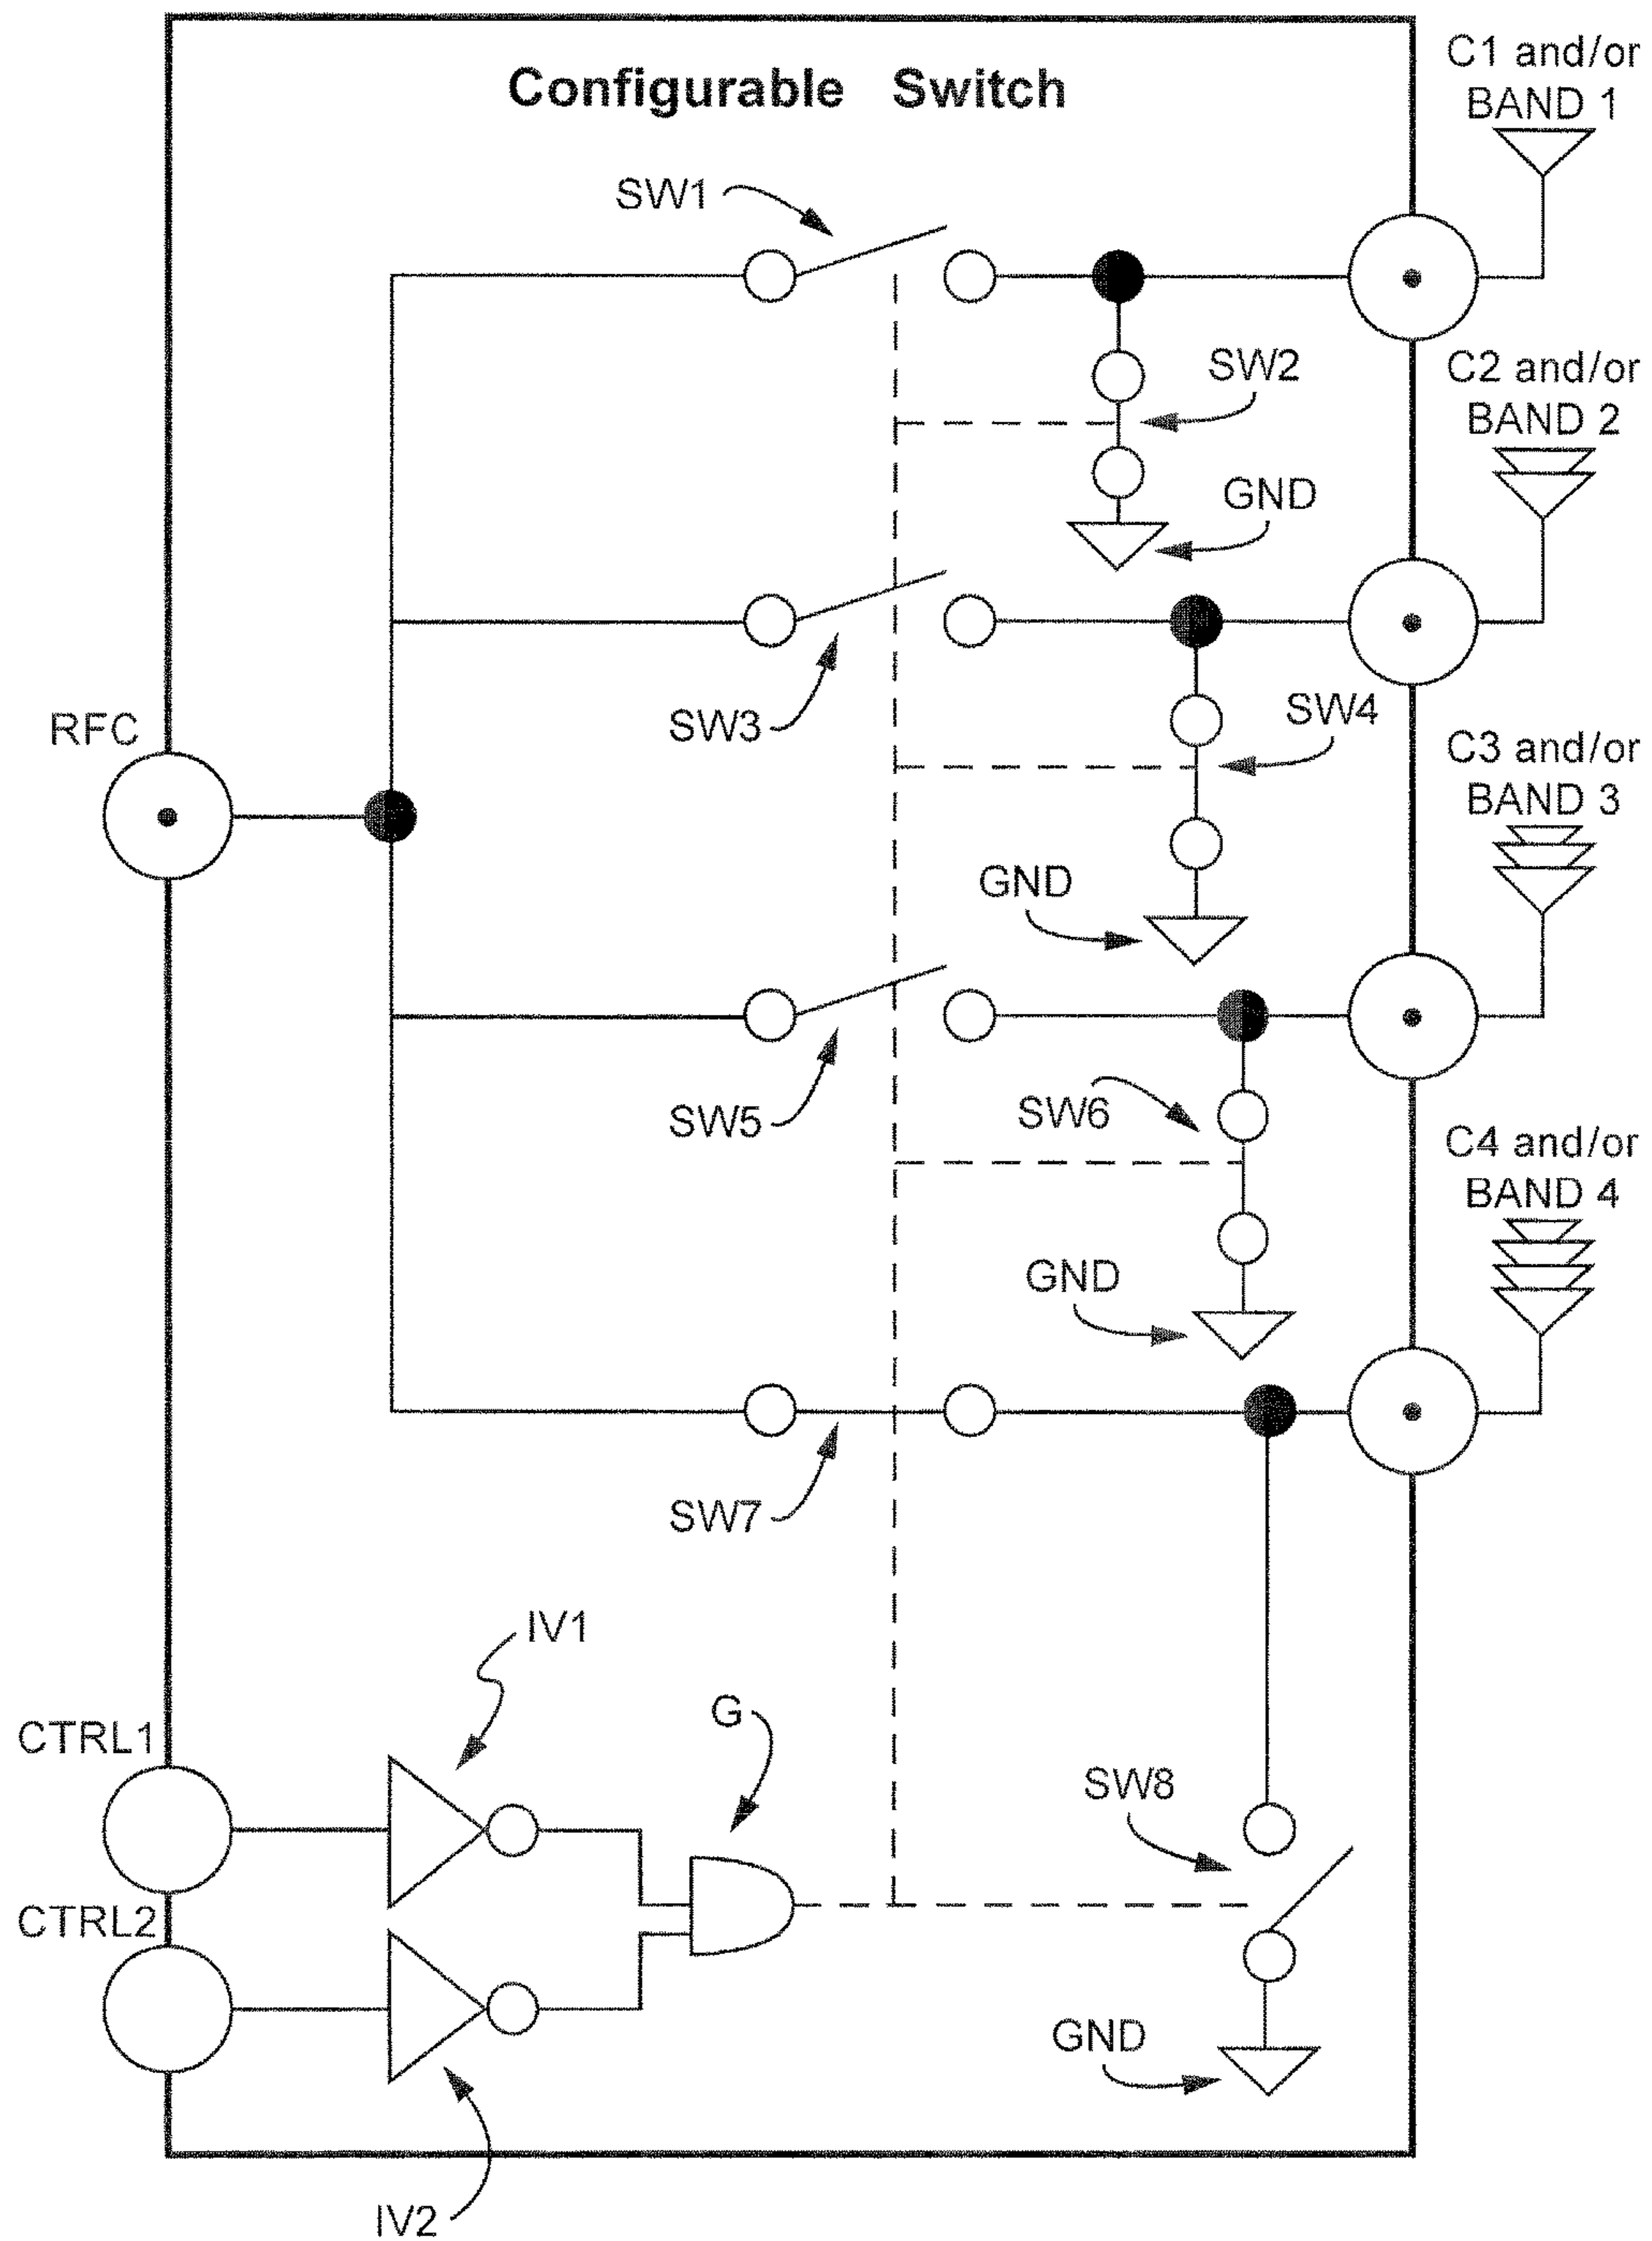 Configurable Switch
C1 and/or
BAND 1
SW1
SW2
C2 and/or
BAND 2
GND
SW3
SW4
RFC
C3 and/or
BAND 3
GND
SW5
SW6
C4 and/or
BAND 4
GND
SW7
IV1
G
CTRL1
SW8
CTRL2
GND
IV2